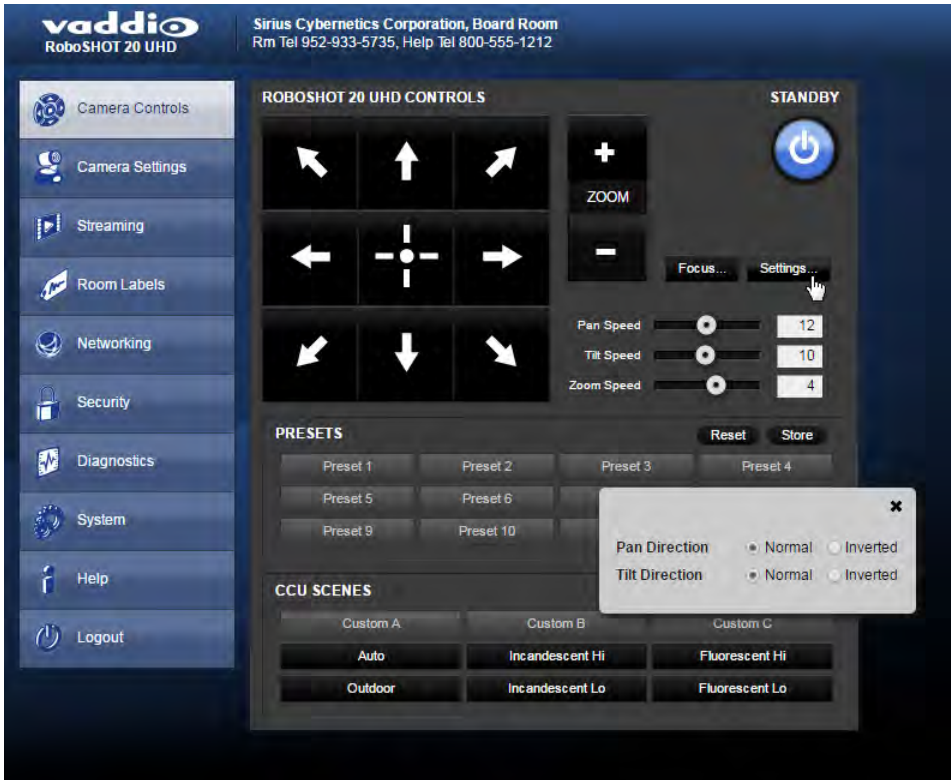 vaddio
RoboSHOT 20 UHD
Sirius Cybernetics Corporation, Board Room
Rm Tel 952-933-5735, Help Tel 800-555-1212
Camera Controls
Camera Settings
Streaming
Room Labels
Networking
Security
Diagnostics
System
Help
Logout
ROBOSHOT 20 UHD CONTROLS
STANDBY
+
ZOOM
-
Focus...
Settings...
Pan Speed 12
Tilt Speed 10
Zoom Speed 4
PRESETS
Reset Store
Preset 1 Preset 2 Preset 3 Preset 4
Preset 5 Preset 6
Preset 9 Preset 10
Pan Direction Normal Inverted
Tilt Direction Normal Inverted
CCU SCENES
Custom A Custom B Custom C
Auto Incandescent Hi Fluorescent Hi
Outdoor Incandescent Lo Fluorescent Lo